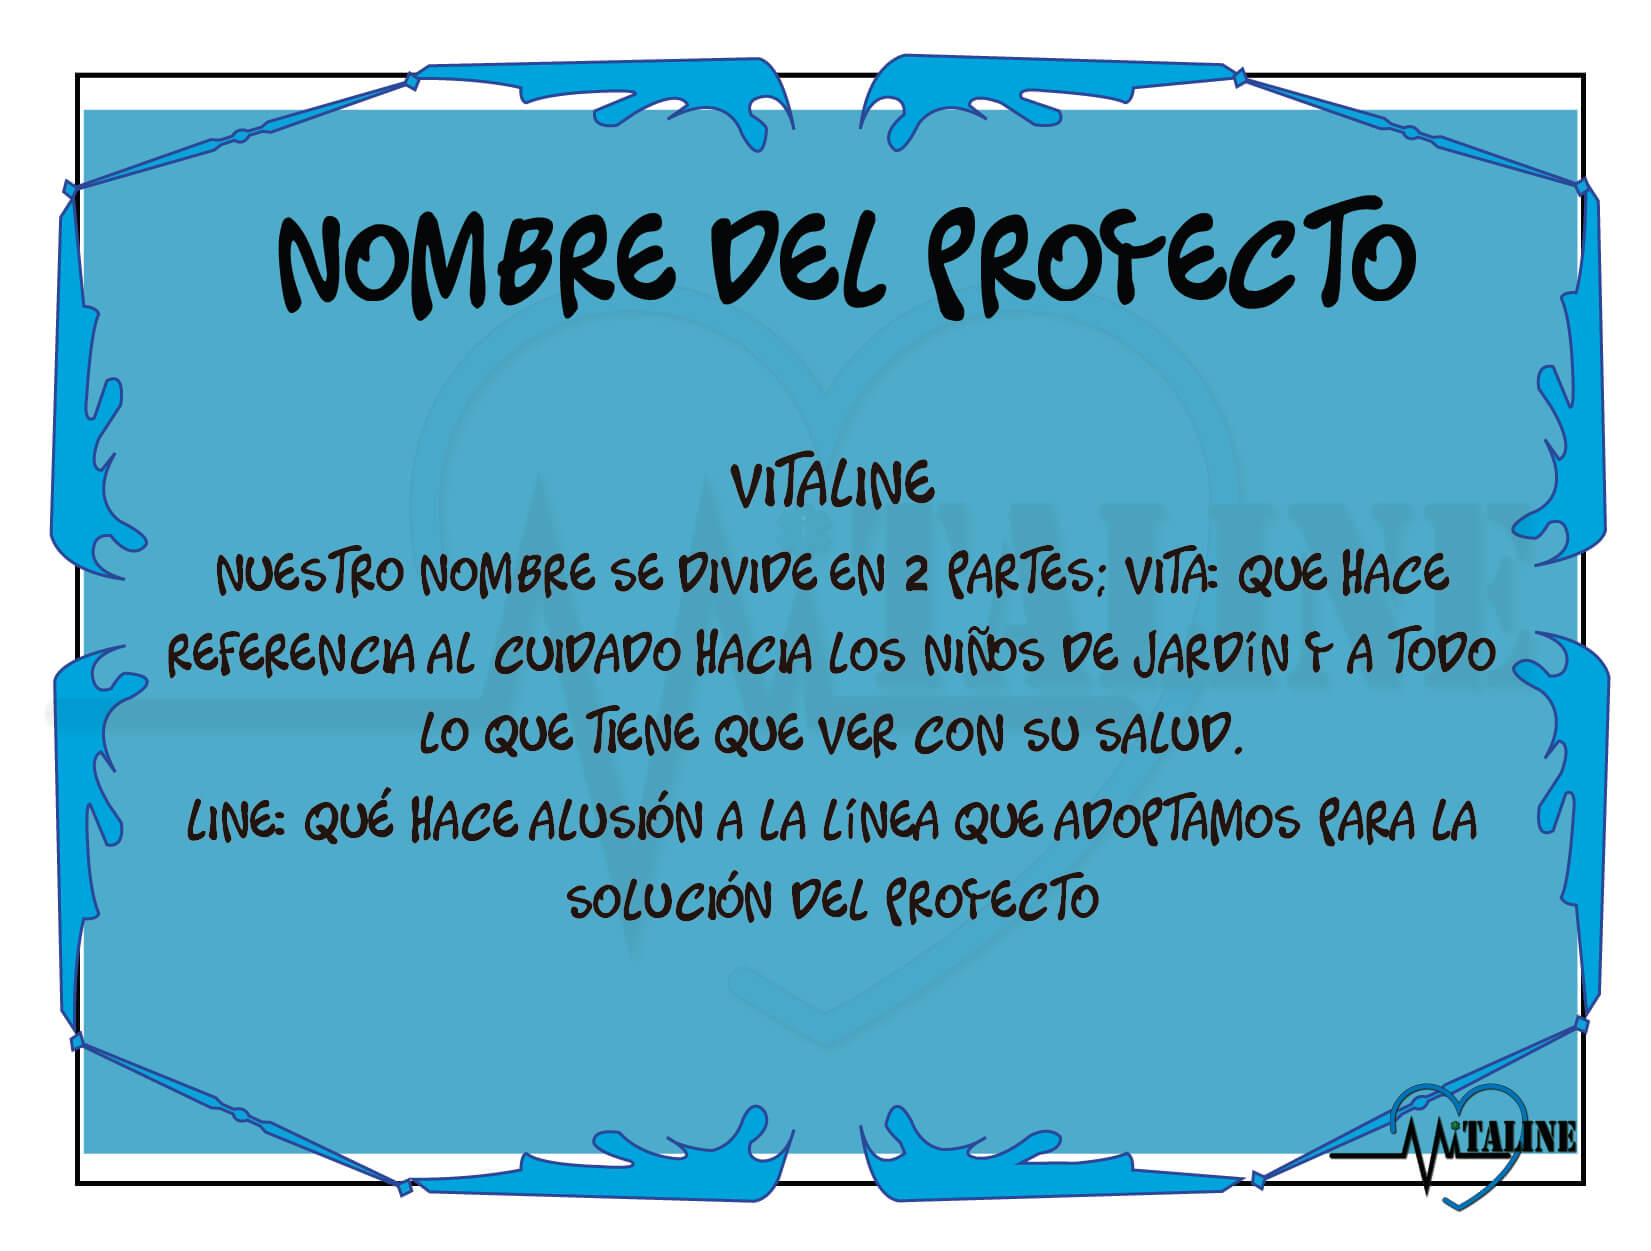 NOMBRE DEL PROYECTO
VITALINE
NUESTRO NOMBRE SE DIVIDE EN 2 PARTES; VITA: QUE HACE
REFERENCIA AL CUIDADO HACIA LOS NIÑOS DE JARDÍN Y A TODO
LO QUE TIENE QUE VER CON SU SALUD.
LINE: QUÉ HACE ALUSIÓN A LA LÍNEA QUE ADOPTAMOS PARA LA
SOLUCIÓN DEL PROYECTO
VITALINE
VITALINE